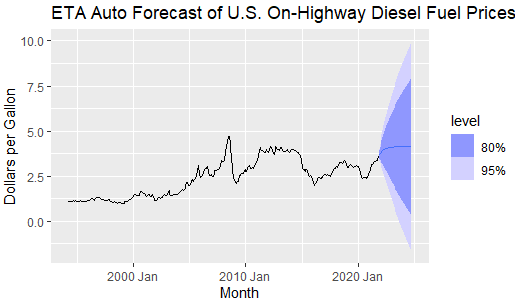 ETA Auto Forecast of U.S. On-Highway Diesel Fuel Prices
10.0
7.5
5.0
2.5
0.0
Dollars per Gallon
2000 Jan
2010 Jan
2020 Jan
Month
level
80%
95%